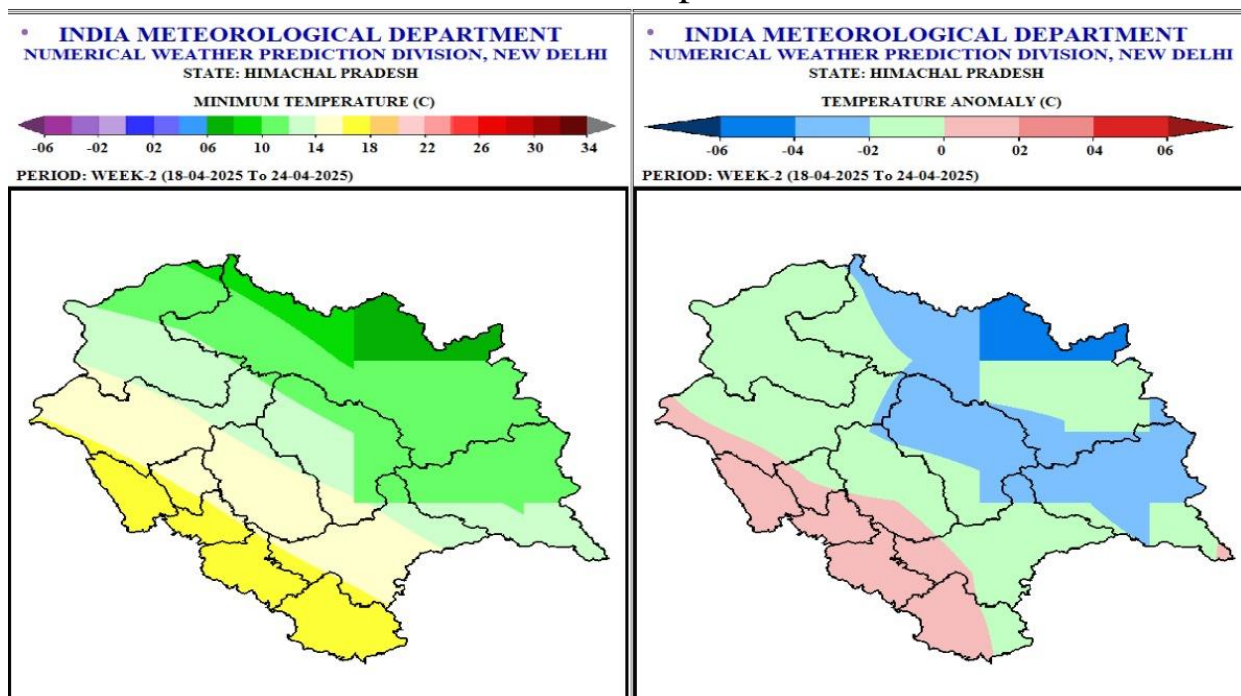 • INDIA METEOROLOGICAL DEPARTMENT
NUMERICAL WEATHER PREDICTION DIVISION, NEW DELHI
STATE: HIMACHAL PRADESH
MINIMUM TEMPERATURE (C)
-06 -02 02 06 10 14 18 22 26 30 34
PERIOD: WEEK-2 (18-04-2025 To 24-04-2025)
• INDIA METEOROLOGICAL DEPARTMENT
NUMERICAL WEATHER PREDICTION DIVISION, NEW DELHI
STATE: HIMACHAL PRADESH
TEMPERATURE ANOMALY (C)
-06 -04 -02 0 02 04 06
PERIOD: WEEK-2 (18-04-2025 To 24-04-2025)